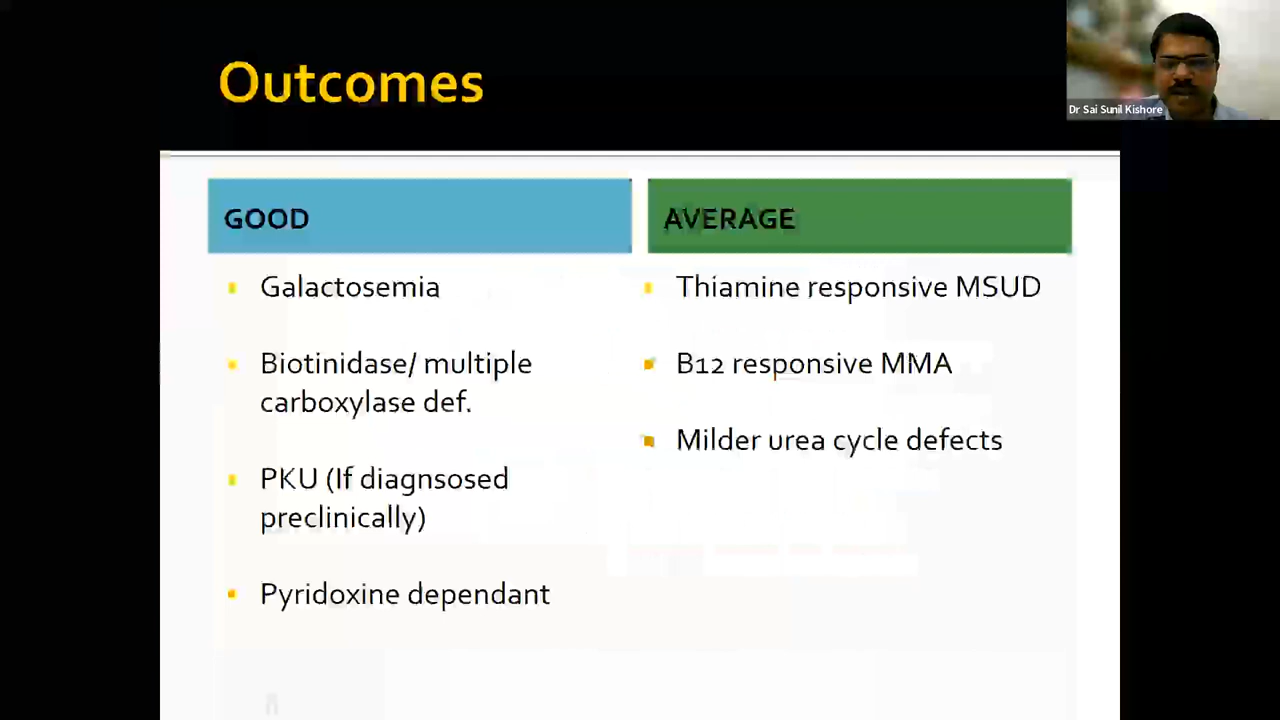 Outcomes
Dr Sai Sunil Kishore
GOOD
Galactosemia
Biotinidase/ multiple
carboxylase def.
PKU (If diagnsosed
preclinically)
Pyridoxine dependant
AVERAGE
Thiamine responsive MSUD
B12 responsive MMA
Milder urea cycle defects